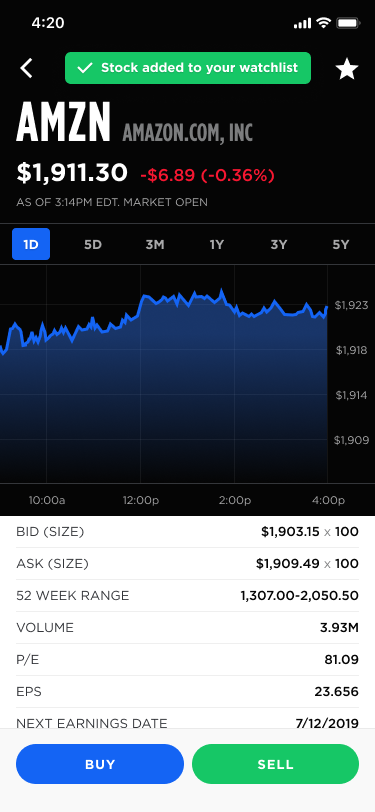 4:20
Stock added to your watchlist
AMZN AMAZON.COM, INC
$1,911.30 -$6.89 (-0.36%)
AS OF 3:14PM EDT. MARKET OPEN
1D 5D 3M 1Y 3Y 5Y
$1,923
$1,918
$1,914
$1,909
10:00a 12:00p 2:00p 4:00p
BID (SIZE) $1,903.15 x 100
ASK (SIZE) $1,909.49 x 100
52 WEEK RANGE 1,307.00-2,050.50
VOLUME 3.93M
P/E 81.09
EPS 23.656
NEXT EARNINGS DATE 7/12/2019
BUY SELL